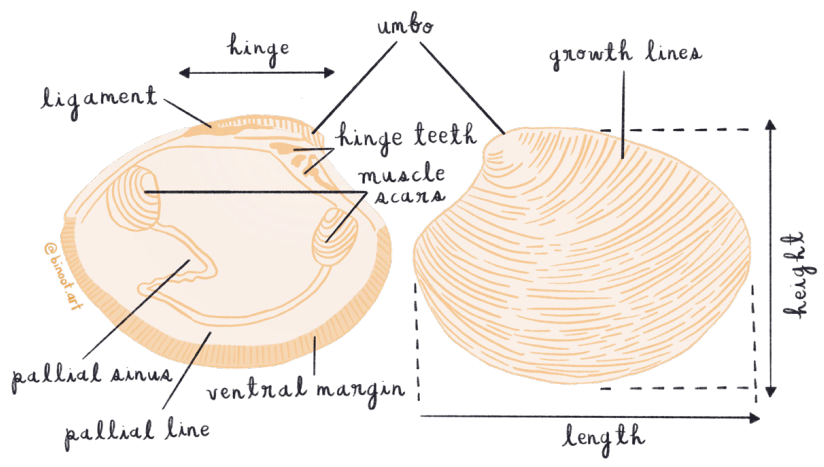 umbo
hinge
growth lines
ligament
hinge teeth
muscle
scars
@binoot.art
height
pallial sinus
ventral margin
pallial line
length